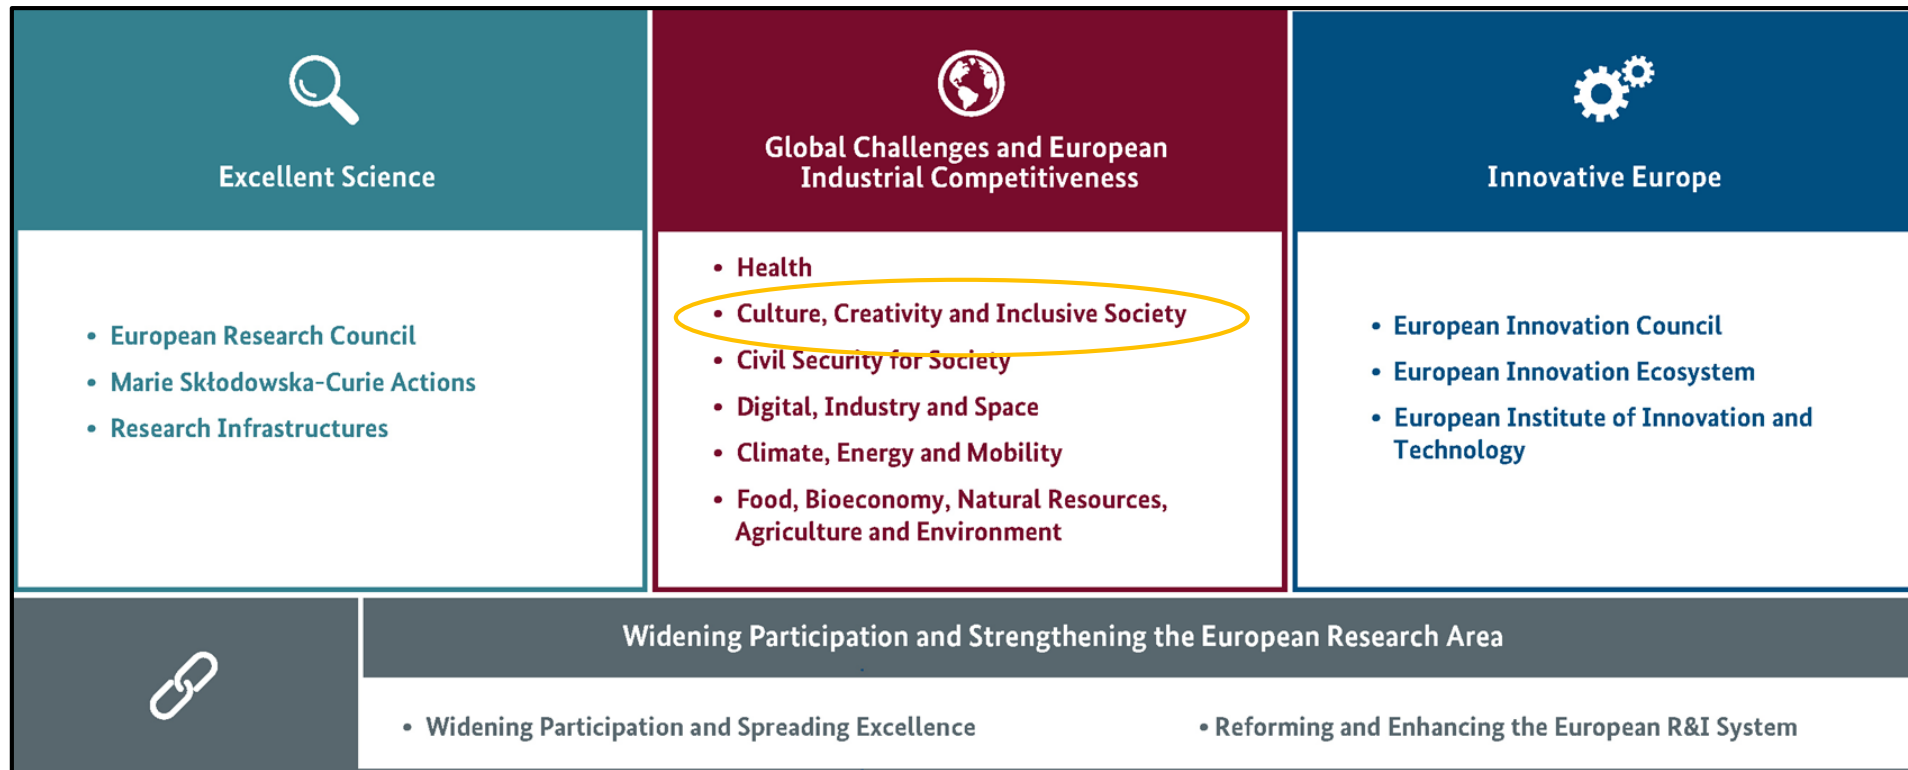 Excellent Science
• European Research Council
• Marie Skłodowska-Curie Actions
• Research Infrastructures
Global Challenges and European
Industrial Competitiveness
• Health
• Culture, Creativity and Inclusive Society
• Civil Security for Society
• Digital, Industry and Space
• Climate, Energy and Mobility
• Food, Bioeconomy, Natural Resources,
Agriculture and Environment
Innovative Europe
• European Innovation Council
• European Innovation Ecosystem
• European Institute of Innovation and
Technology
Widening Participation and Strengthening the European Research Area
• Widening Participation and Spreading Excellence
• Reforming and Enhancing the European R&I System